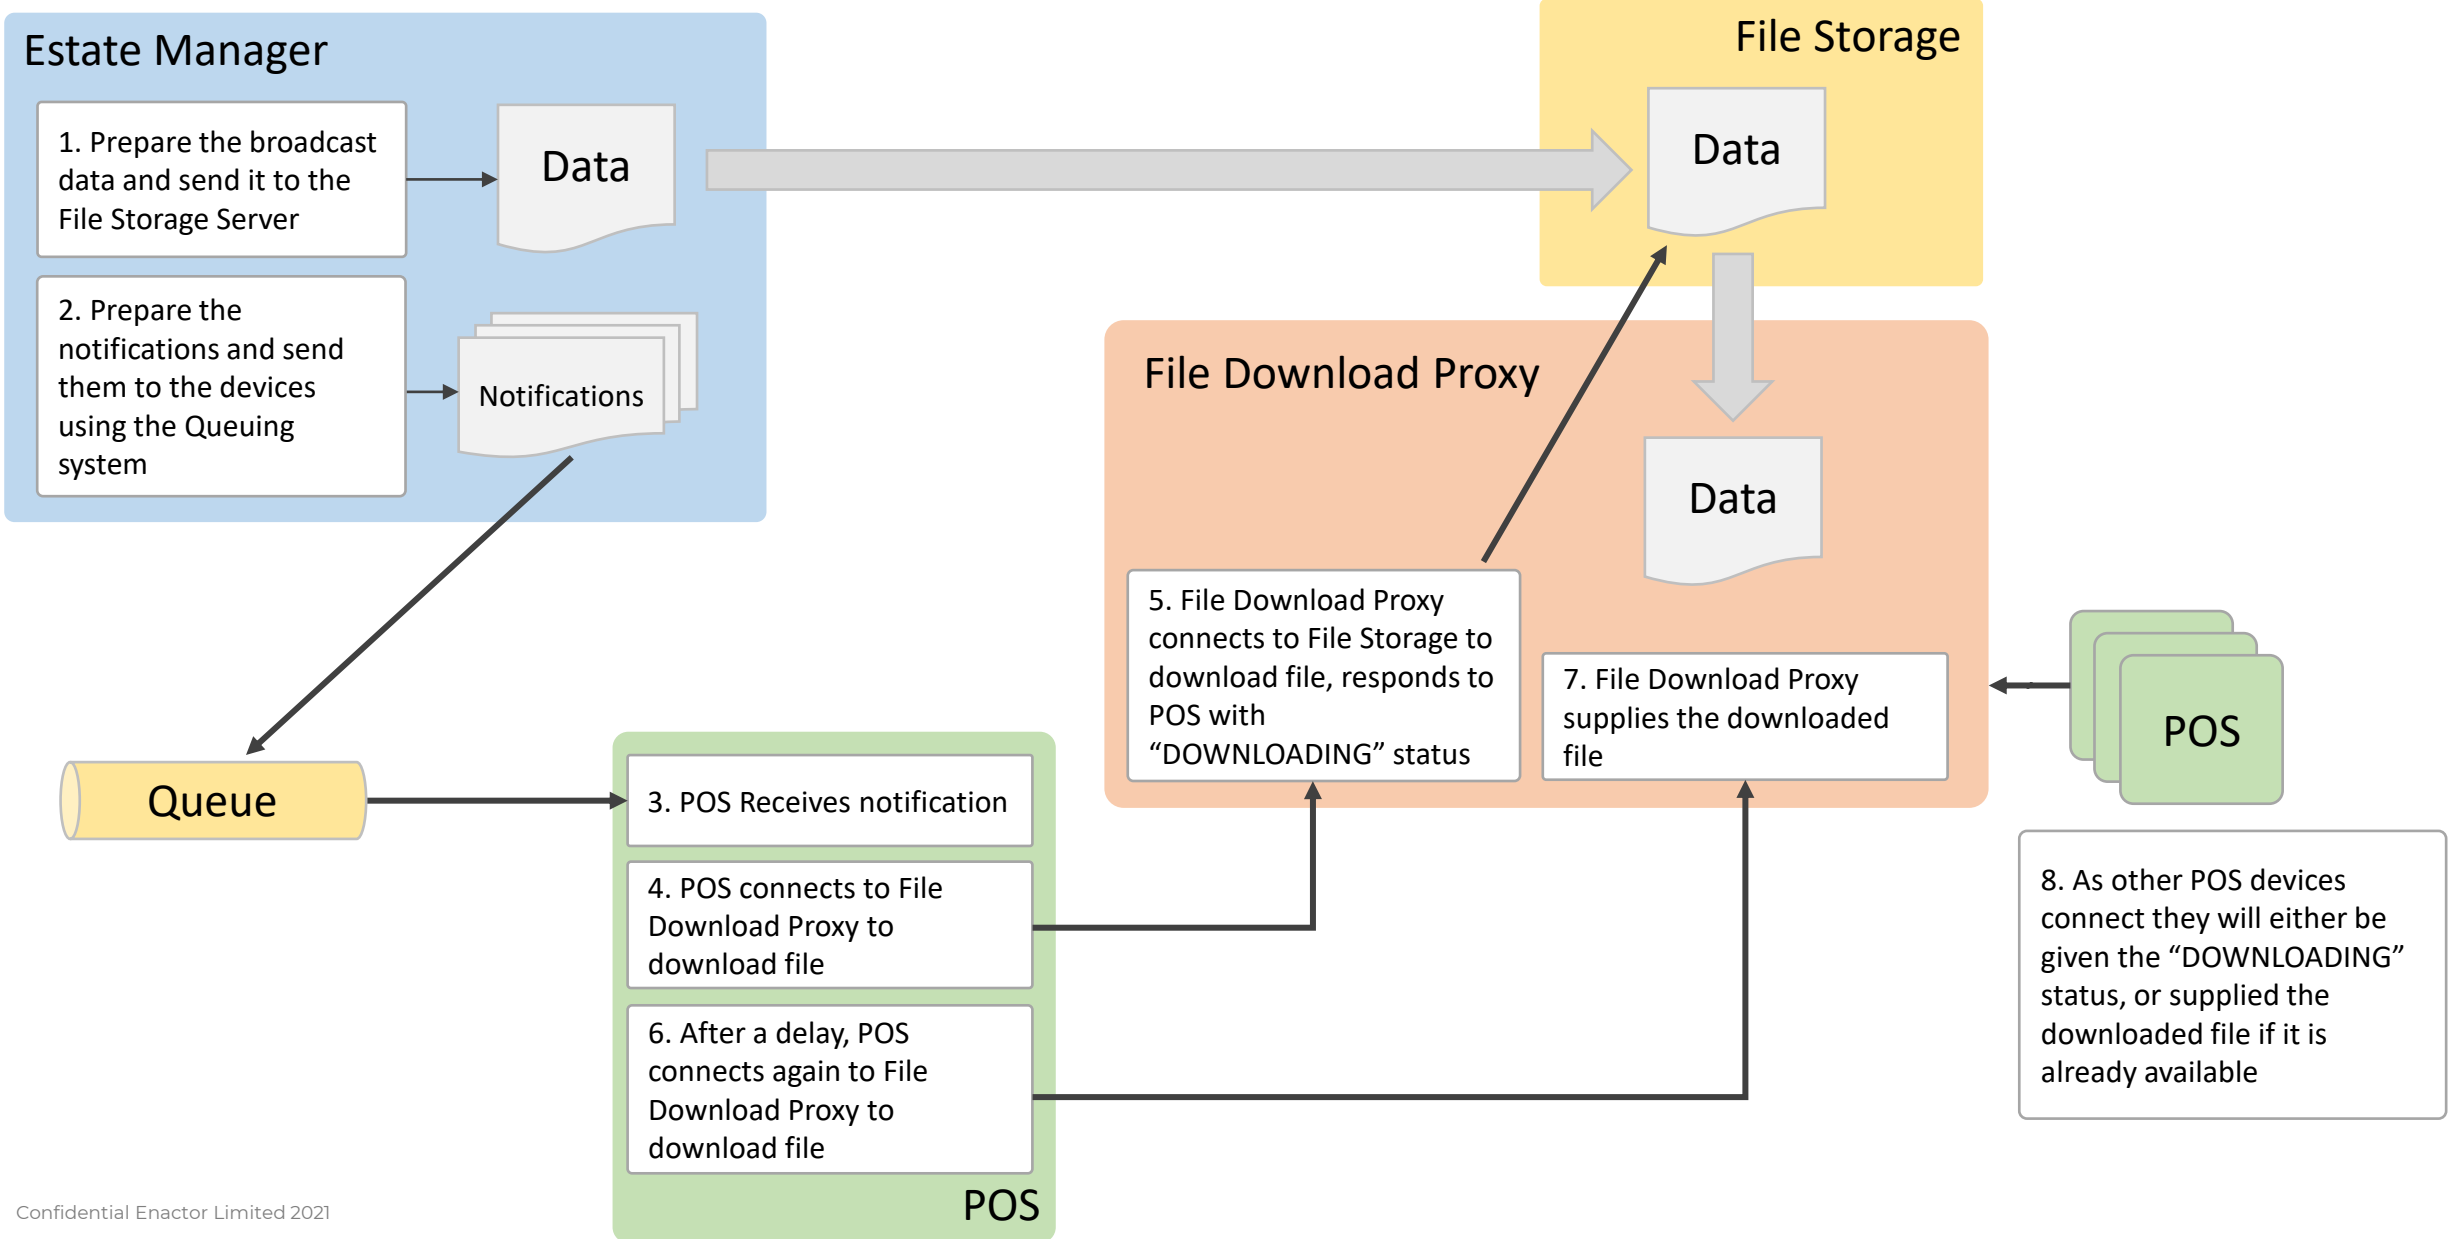 Estate Manager
1. Prepare the broadcast
data and send it to the
File Storage Server
Data
2. Prepare the
notifications and send
them to the devices
using the Queuing
system
Notifications
File Storage
Data
File Download Proxy
Data
5. File Download Proxy
connects to File Storage to
download file, responds to
POS with
“DOWNLOADING” status
7. File Download Proxy
supplies the downloaded
file
POS
8. As other POS devices
connect they will either be
given the “DOWNLOADING”
status, or supplied the
downloaded file if it is
already available
Queue
3. POS Receives notification
4. POS connects to File
Download Proxy to
download file
6. After a delay, POS
connects again to File
Download Proxy to
download file
POS
Confidential Enactor Limited 2021